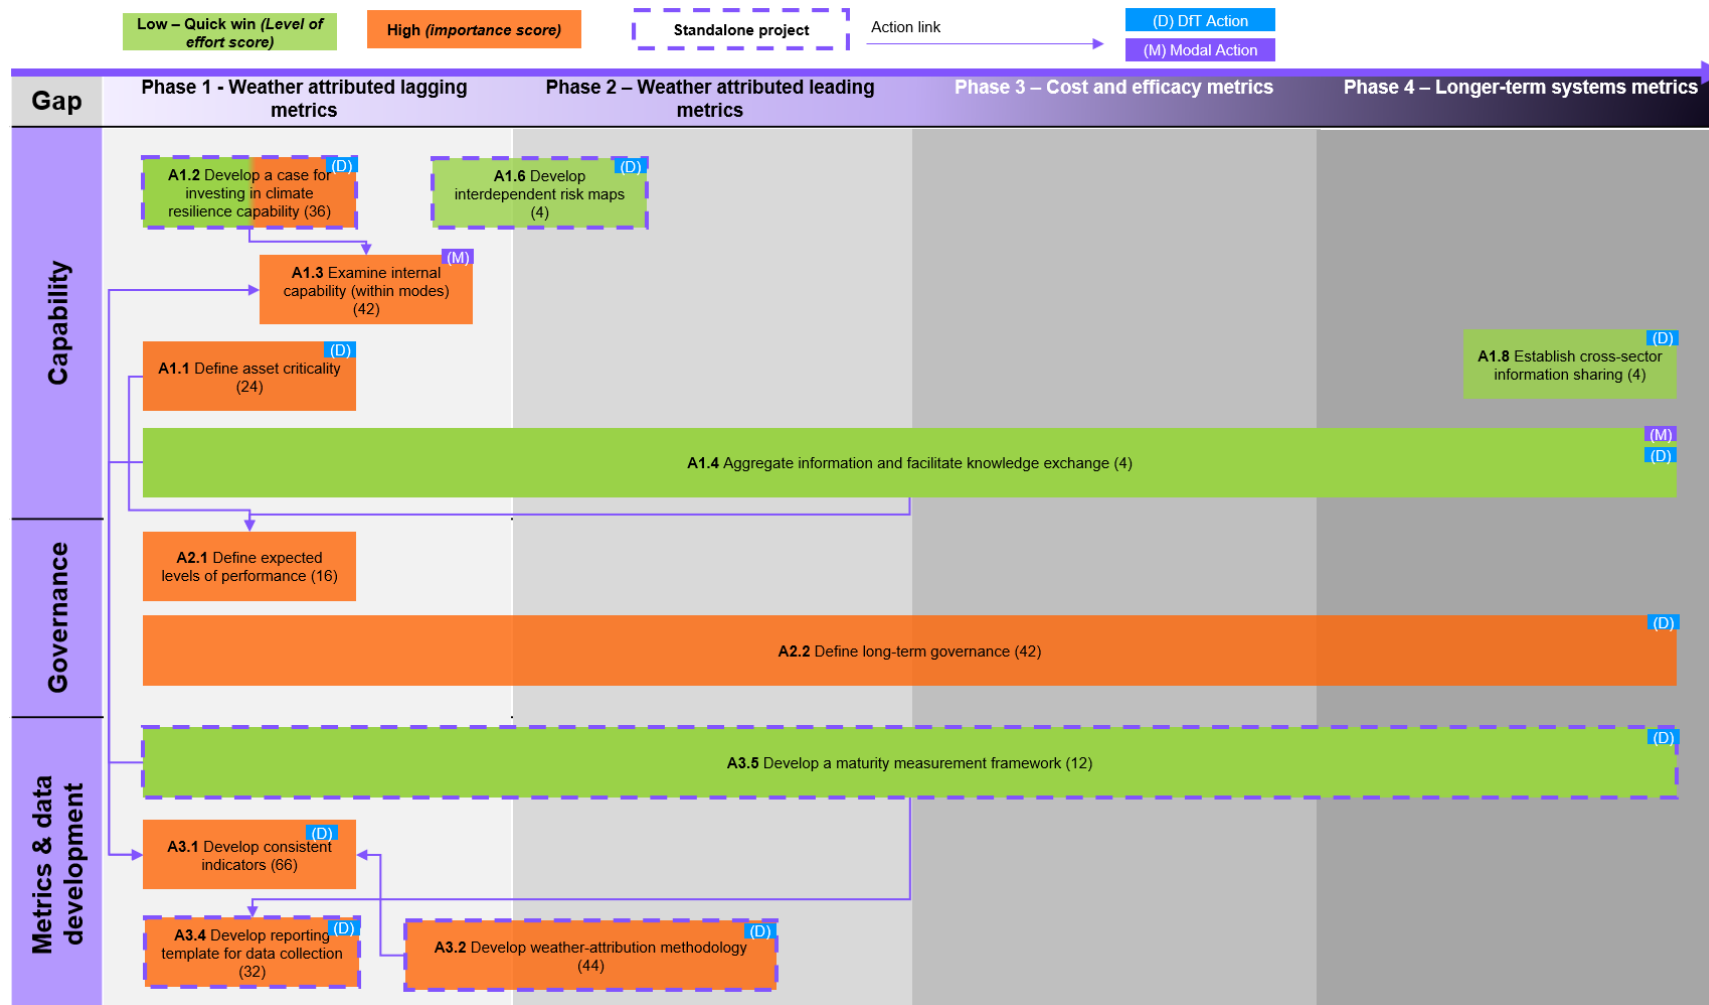 Low – Quick win (Level of
effort score)
High (importance score)
Standalone project
Action link
(D) DfT Action
(M) Modal Action
Gap
Phase 1 - Weather attributed lagging
metrics
Phase 2 – Weather attributed leading
metrics
Phase 3 – Cost and efficacy metrics
Phase 4 – Longer-term systems metrics
Capability
(D)
A1.2 Develop a case for
investing in climate
resilience capability (36)
(D)
A1.6 Develop
interdependent risk maps
(4)
(M)
A1.3 Examine internal
capability (within modes)
(42)
(D)
A1.1 Define asset criticality
(24)
(D)
A1.8 Establish cross-sector
information sharing (4)
(M)
(D)
A1.4 Aggregate information and facilitate knowledge exchange (4)
Governance
A2.1 Define expected
levels of performance (16)
(D)
A2.2 Define long-term governance (42)
Metrics & data
development
(D)
A3.5 Develop a maturity measurement framework (12)
(D)
A3.1 Develop consistent
indicators (66)
(D)
A3.4 Develop reporting
template for data collection
(32)
(D)
A3.2 Develop weather-attribution methodology
(44)